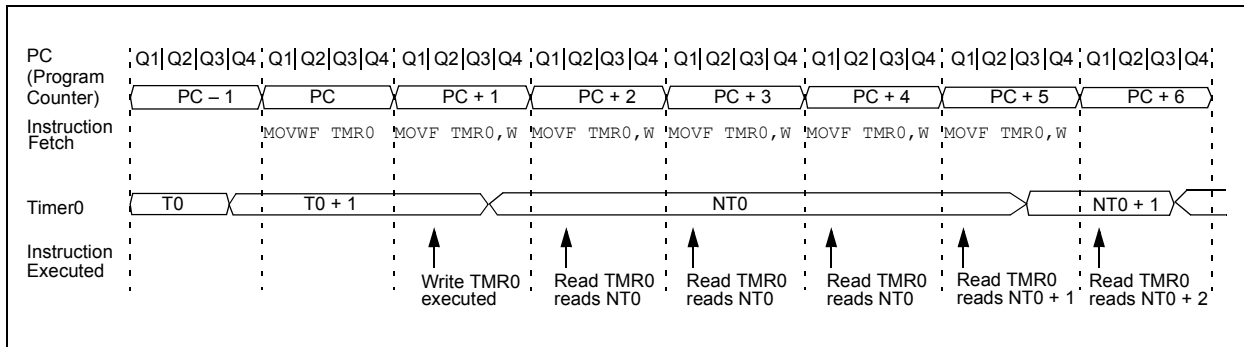 PC
(Program
Counter)
Q1 Q2 Q3 Q4 Q1 Q2 Q3 Q4 Q1 Q2 Q3 Q4 Q1 Q2 Q3 Q4 Q1 Q2 Q3 Q4 Q1 Q2 Q3 Q4 Q1 Q2 Q3 Q4 Q1 Q2 Q3 Q4
PC – 1 PC PC + 1 PC + 2 PC + 3 PC + 4 PC + 5 PC + 6
Instruction
Fetch
MOVWF TMR0 MOVF TMR0,W MOVF TMR0,W MOVF TMR0,W MOVF TMR0,W MOVF TMR0,W
Timer0
T0 T0 + 1 NT0 NT0 + 1
Instruction
Executed
Write TMR0
executed
Read TMR0
reads NT0
Read TMR0
reads NT0
Read TMR0
reads NT0
Read TMR0
reads NT0 + 1
Read TMR0
reads NT0 + 2